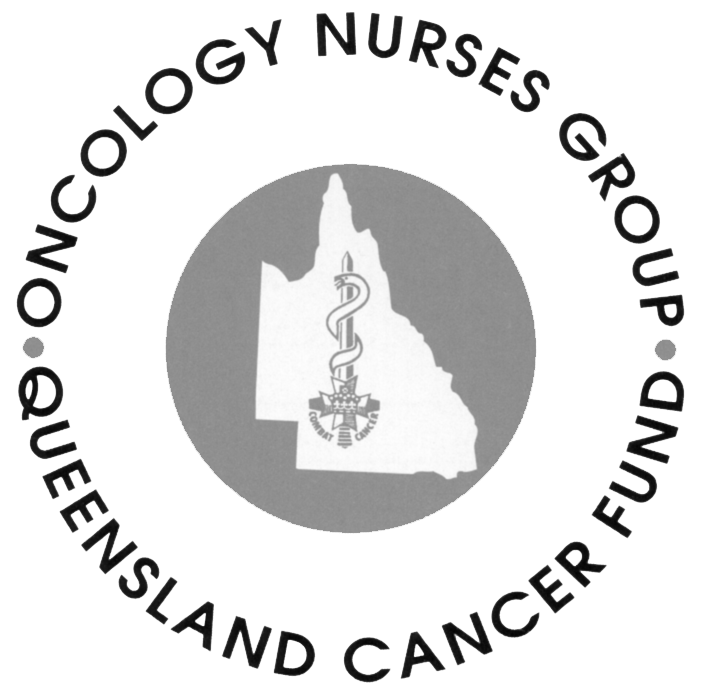 ONCOLOGY NURSES GROUP
QUEENSLAND CANCER FUND
COMBAT CANCER